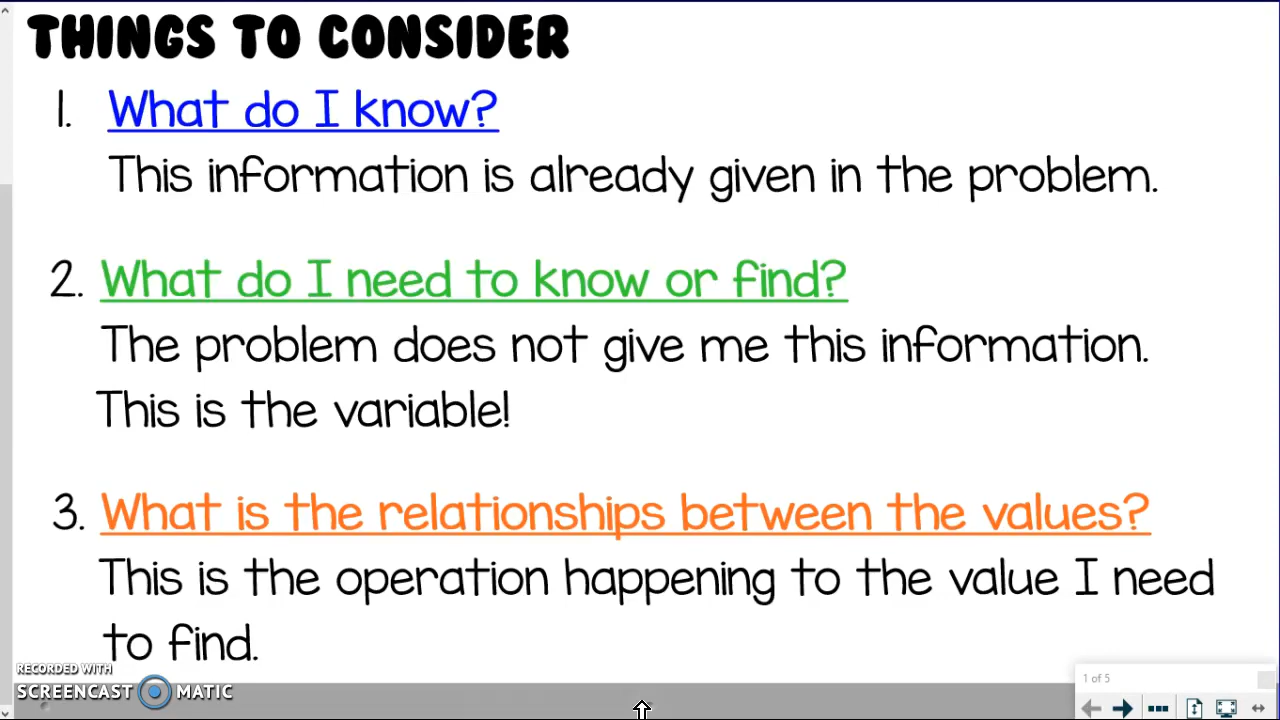 THINGS TO CONSIDER
1. What do I know?
This information is already given in the problem.
2. What do I need to know or find?
The problem does not give me this information.
This is the variable!
3. What is the relationships between the values?
This is the operation happening to the value I need
to find.
RECORDED WITH
SCREENCAST MATIC
1 of 5